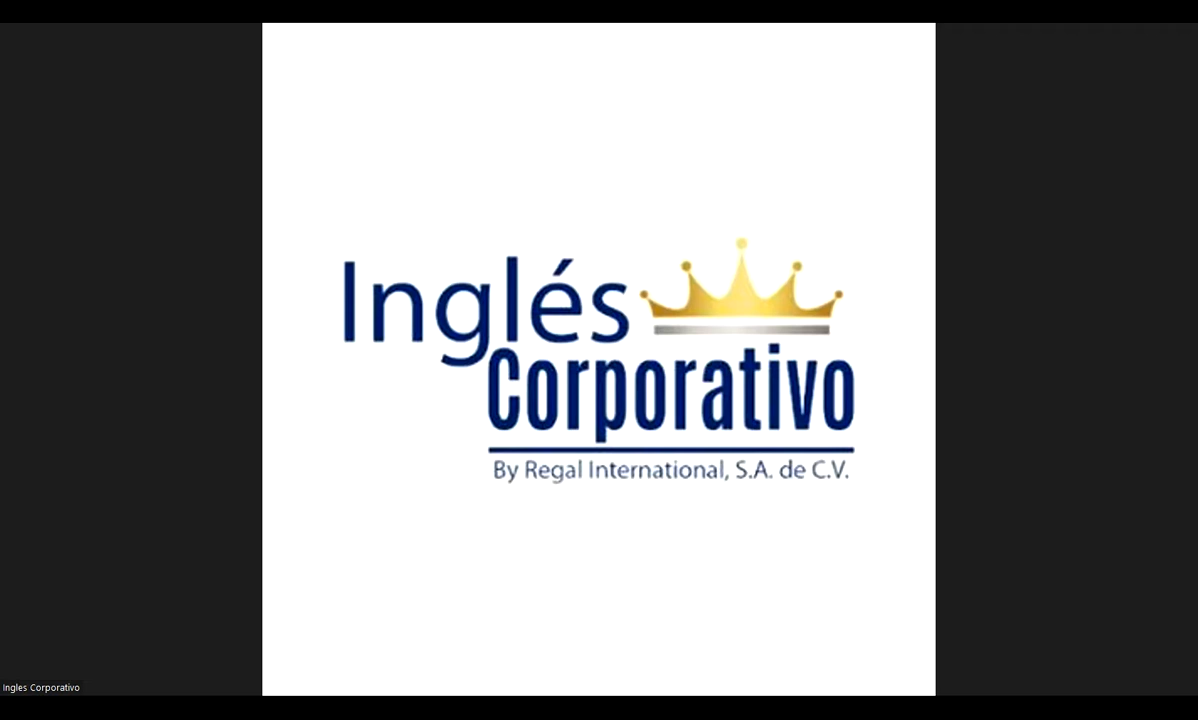 Inglés
Corporativo
By Regal International, S.A. de C.V.
Ingles Corporativo